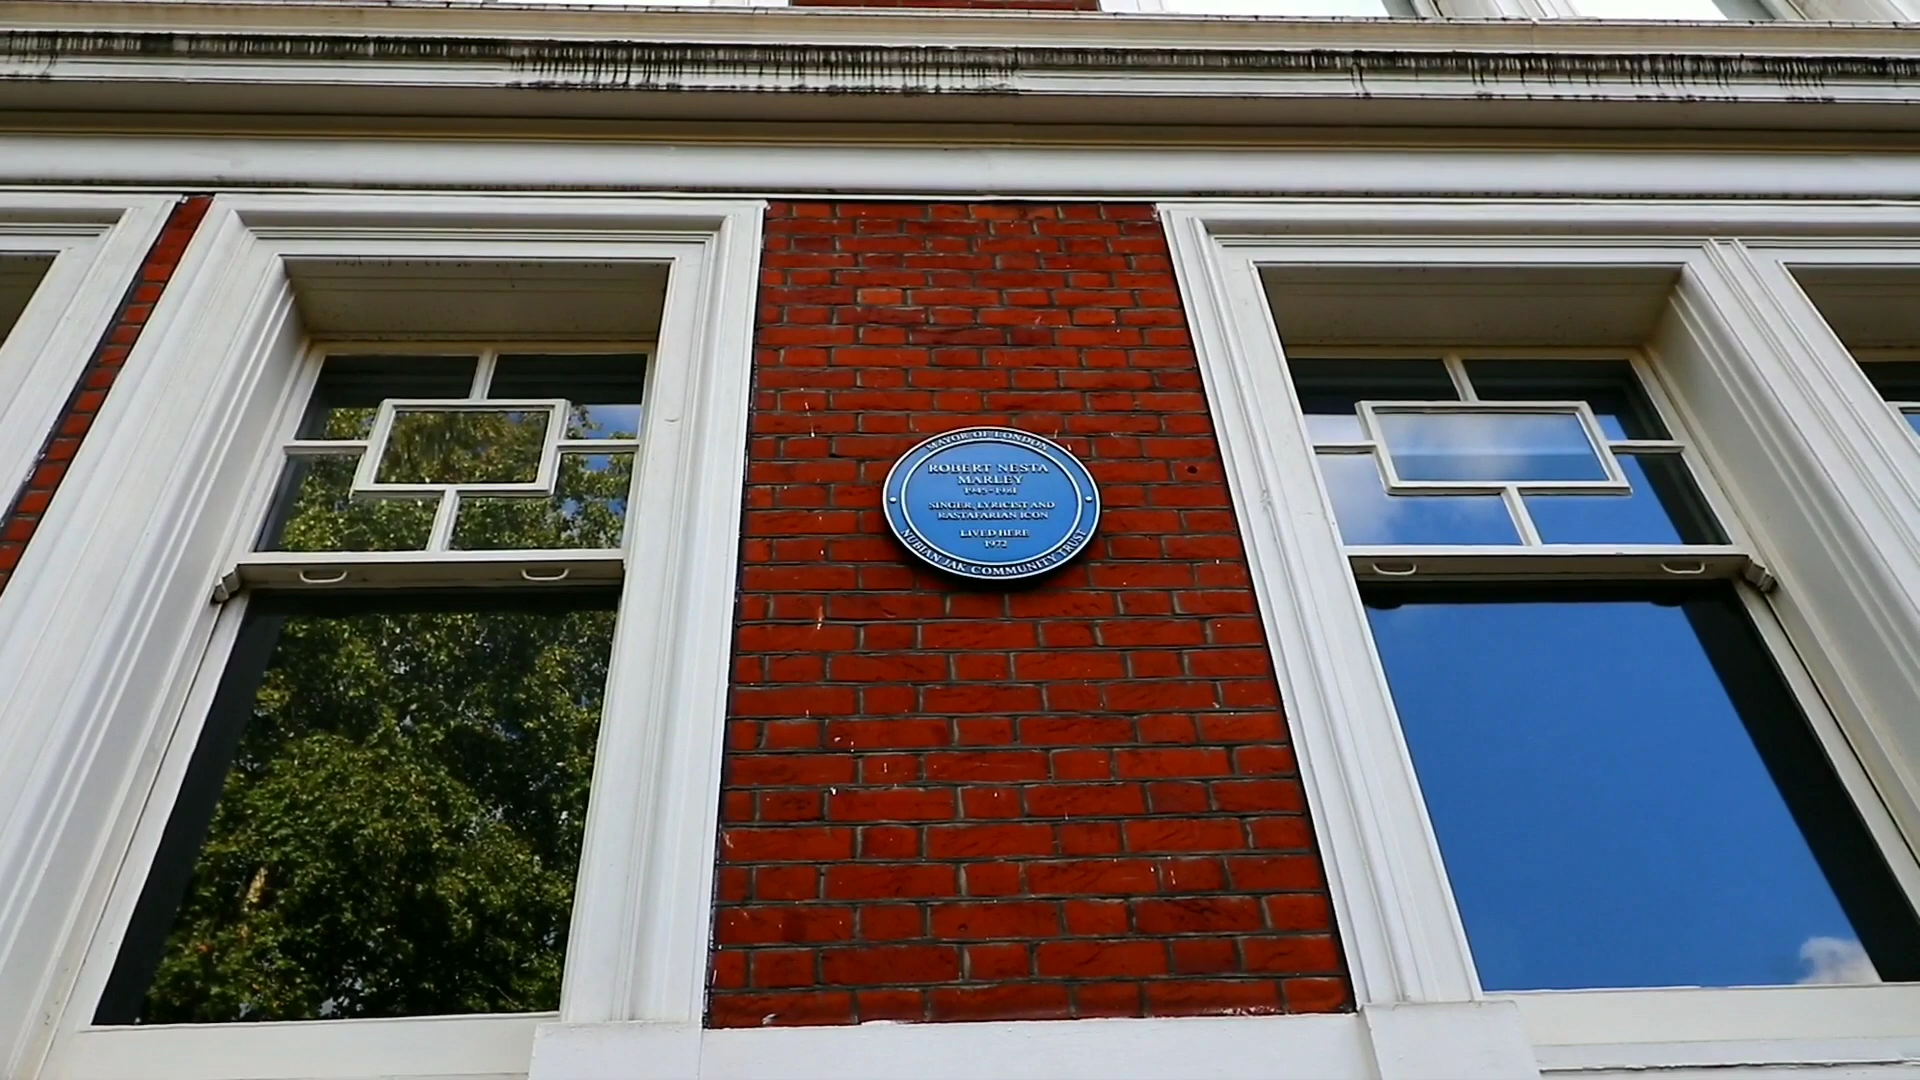 MAYOR OF LONDON
ROBERT NESTA
MARLEY
1945-1981
SINGER, LYRICIST AND
RASTAFARIAN ICON
LIVED HERE
1972
NUBIAN JAK COMMUNITY TRUST